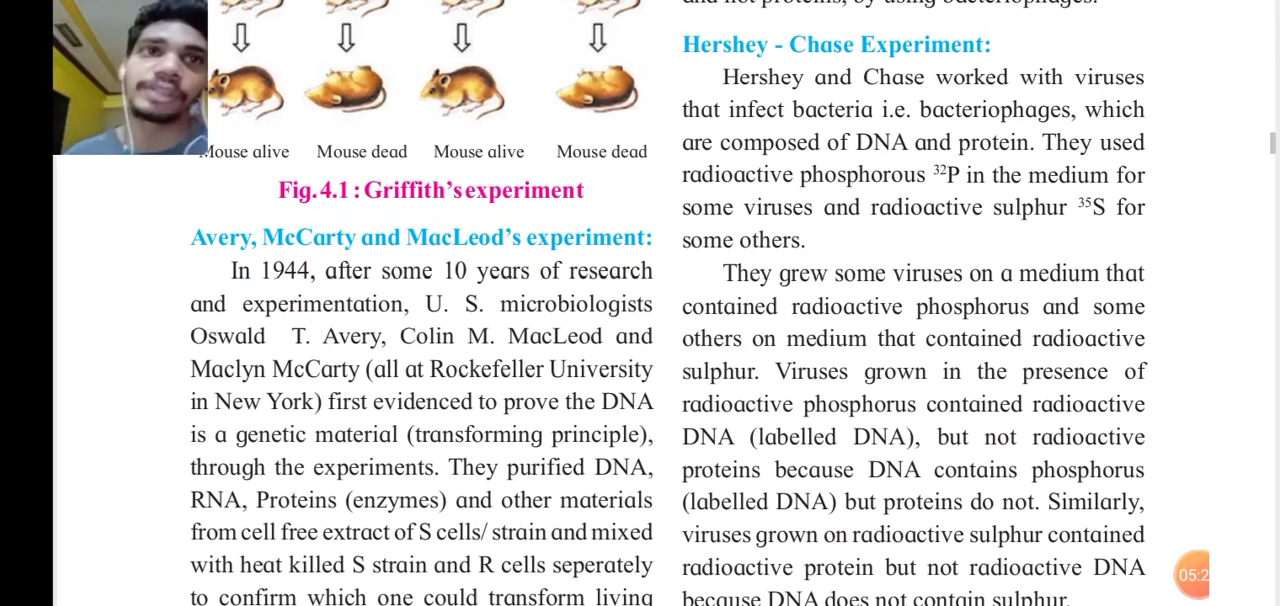 Mouse alive Mouse dead Mouse alive Mouse dead
Fig. 4.1 : Griffith's experiment
Avery, McCarty and MacLeod's experiment:
In 1944, after some 10 years of research
and experimentation, U. S. microbiologists
Oswald T. Avery, Colin M. MacLeod and
Maclyn McCarty (all at Rockefeller University
in New York) first evidenced to prove the DNA
is a genetic material (transforming principle),
through the experiments. They purified DNA,
RNA, Proteins (enzymes) and other materials
from cell free extract of S cells/ strain and mixed
with heat killed S strain and R cells seperately
to confirm which one could transform living
and not proteins, by using bacteriophages.
Hershey - Chase Experiment:
Hershey and Chase worked with viruses
that infect bacteria i.e. bacteriophages, which
are composed of DNA and protein. They used
radioactive phosphorous ³²P in the medium for
some viruses and radioactive sulphur ³⁵S for
some others.
They grew some viruses on a medium that
contained radioactive phosphorus and some
others on medium that contained radioactive
sulphur. Viruses grown in the presence of
radioactive phosphorus contained radioactive
DNA (labelled DNA), but not radioactive
proteins because DNA contains phosphorus
(labelled DNA) but proteins do not. Similarly,
viruses grown on radioactive sulphur contained
radioactive protein but not radioactive DNA
because DNA does not contain sulphur.
05:2